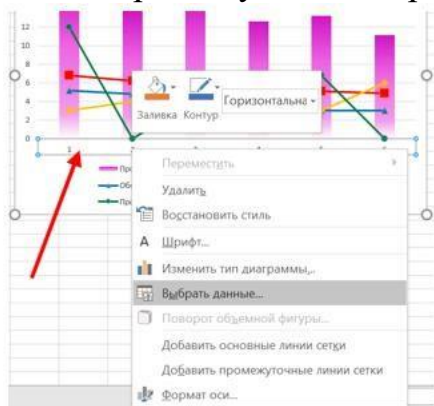 12
10
8
6
4
2
0
1
Заливка Контур
Горизонтальна
Переместить
Удалить
Восстановить стиль
Шрифт...
Изменить тип диаграммы...
Выбрать данные...
Поворот объемной фигуры...
Добавить основные линии сетки
Добавить промежуточные линии сетки
Формат оси...